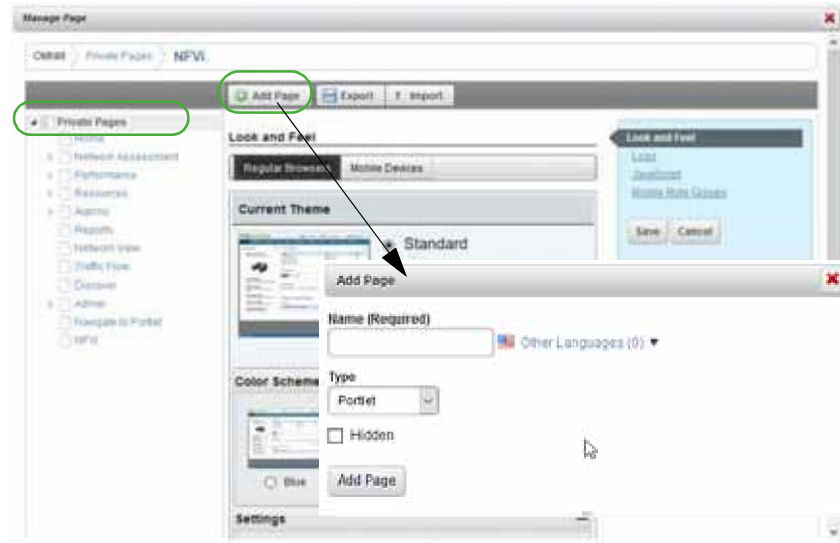 Manage Page
OMNM Private Pages NFVI
Add Page Export Import
Private Pages
Home
Network Assessment
Performance
Resources
Alarms
Reports
Network View
Traffic Flow
Discover
Admin
Navigate to Portlet
NFVI
Look and Feel
Regular Browsers Mobile Devices
Current Theme
Standard
Color Scheme
Blue
Settings
Look and Feel
Logo
JavaScript
Mobile Rule Groups
Save Cancel
Add Page
Name (Required)
Other Languages (0)
Type
Portlet
Hidden
Add Page